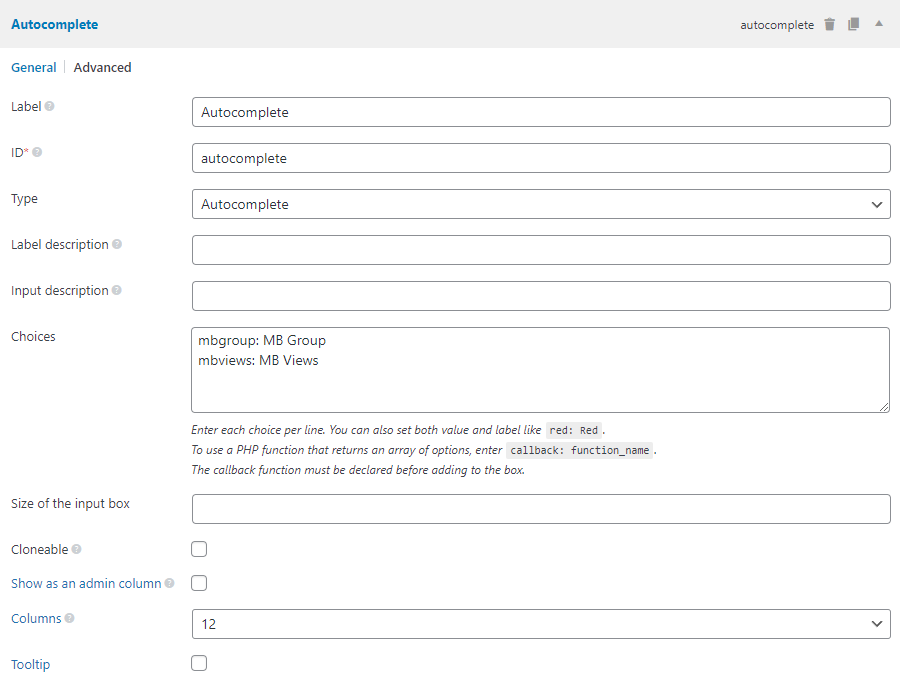 Autocomplete
autocomplete
General
Advanced
Label
Autocomplete
ID*
autocomplete
Type
Autocomplete
Label description
Input description
Choices
mbgroup: MB Group
mbviews: MB Views
Enter each choice per line. You can also set both value and label like red: Red .
To use a PHP function that returns an array of options, enter callback: function_name .
The callback function must be declared before adding to the box.
Size of the input box
Cloneable
Show as an admin column
Columns
12
Tooltip